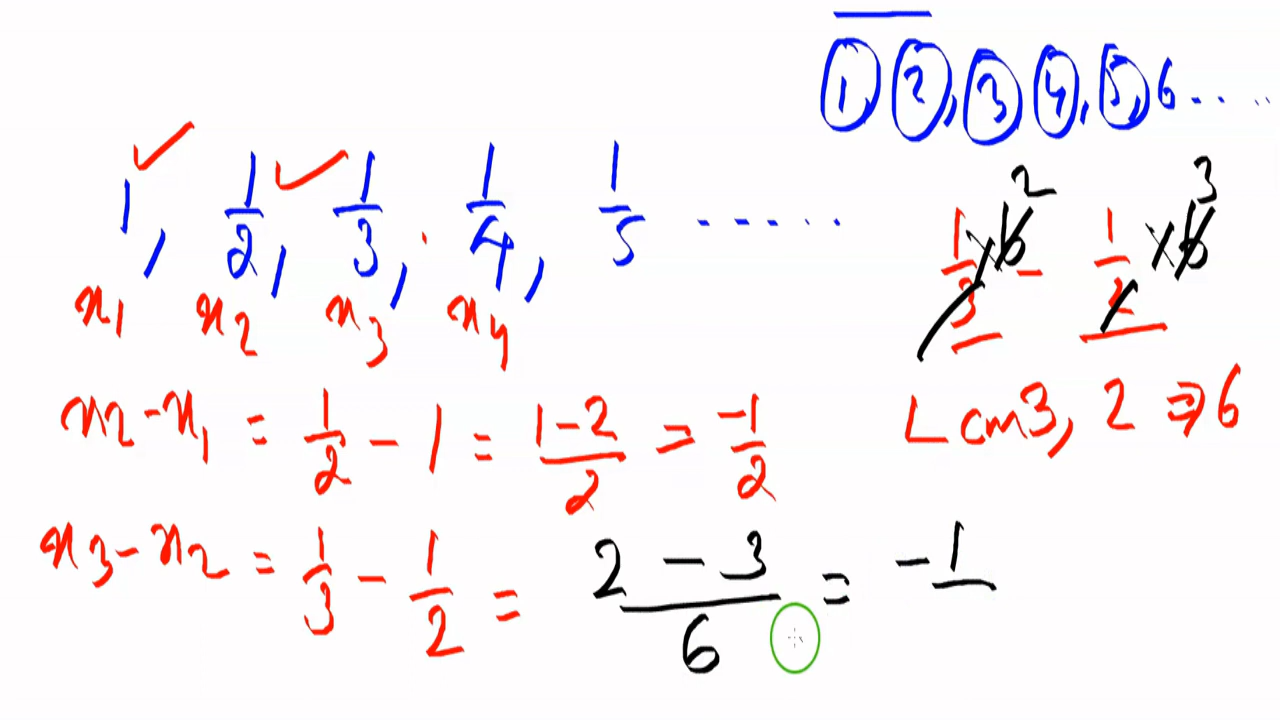 1, 2, 3, 4, 5, 6 . . . . .
1, 1/2, 1/3, 1/4, 1/5 . . . . . .
x1 x2 x3 x4
1/3 × 6 2 - 1/2 × 6 3
Lcm 3, 2 ⇒ 6
x2 - x1 = 1/2 - 1 = 1-2/2 = -1/2
x3 - x2 = 1/3 - 1/2 = 2 - 3/6 = -1